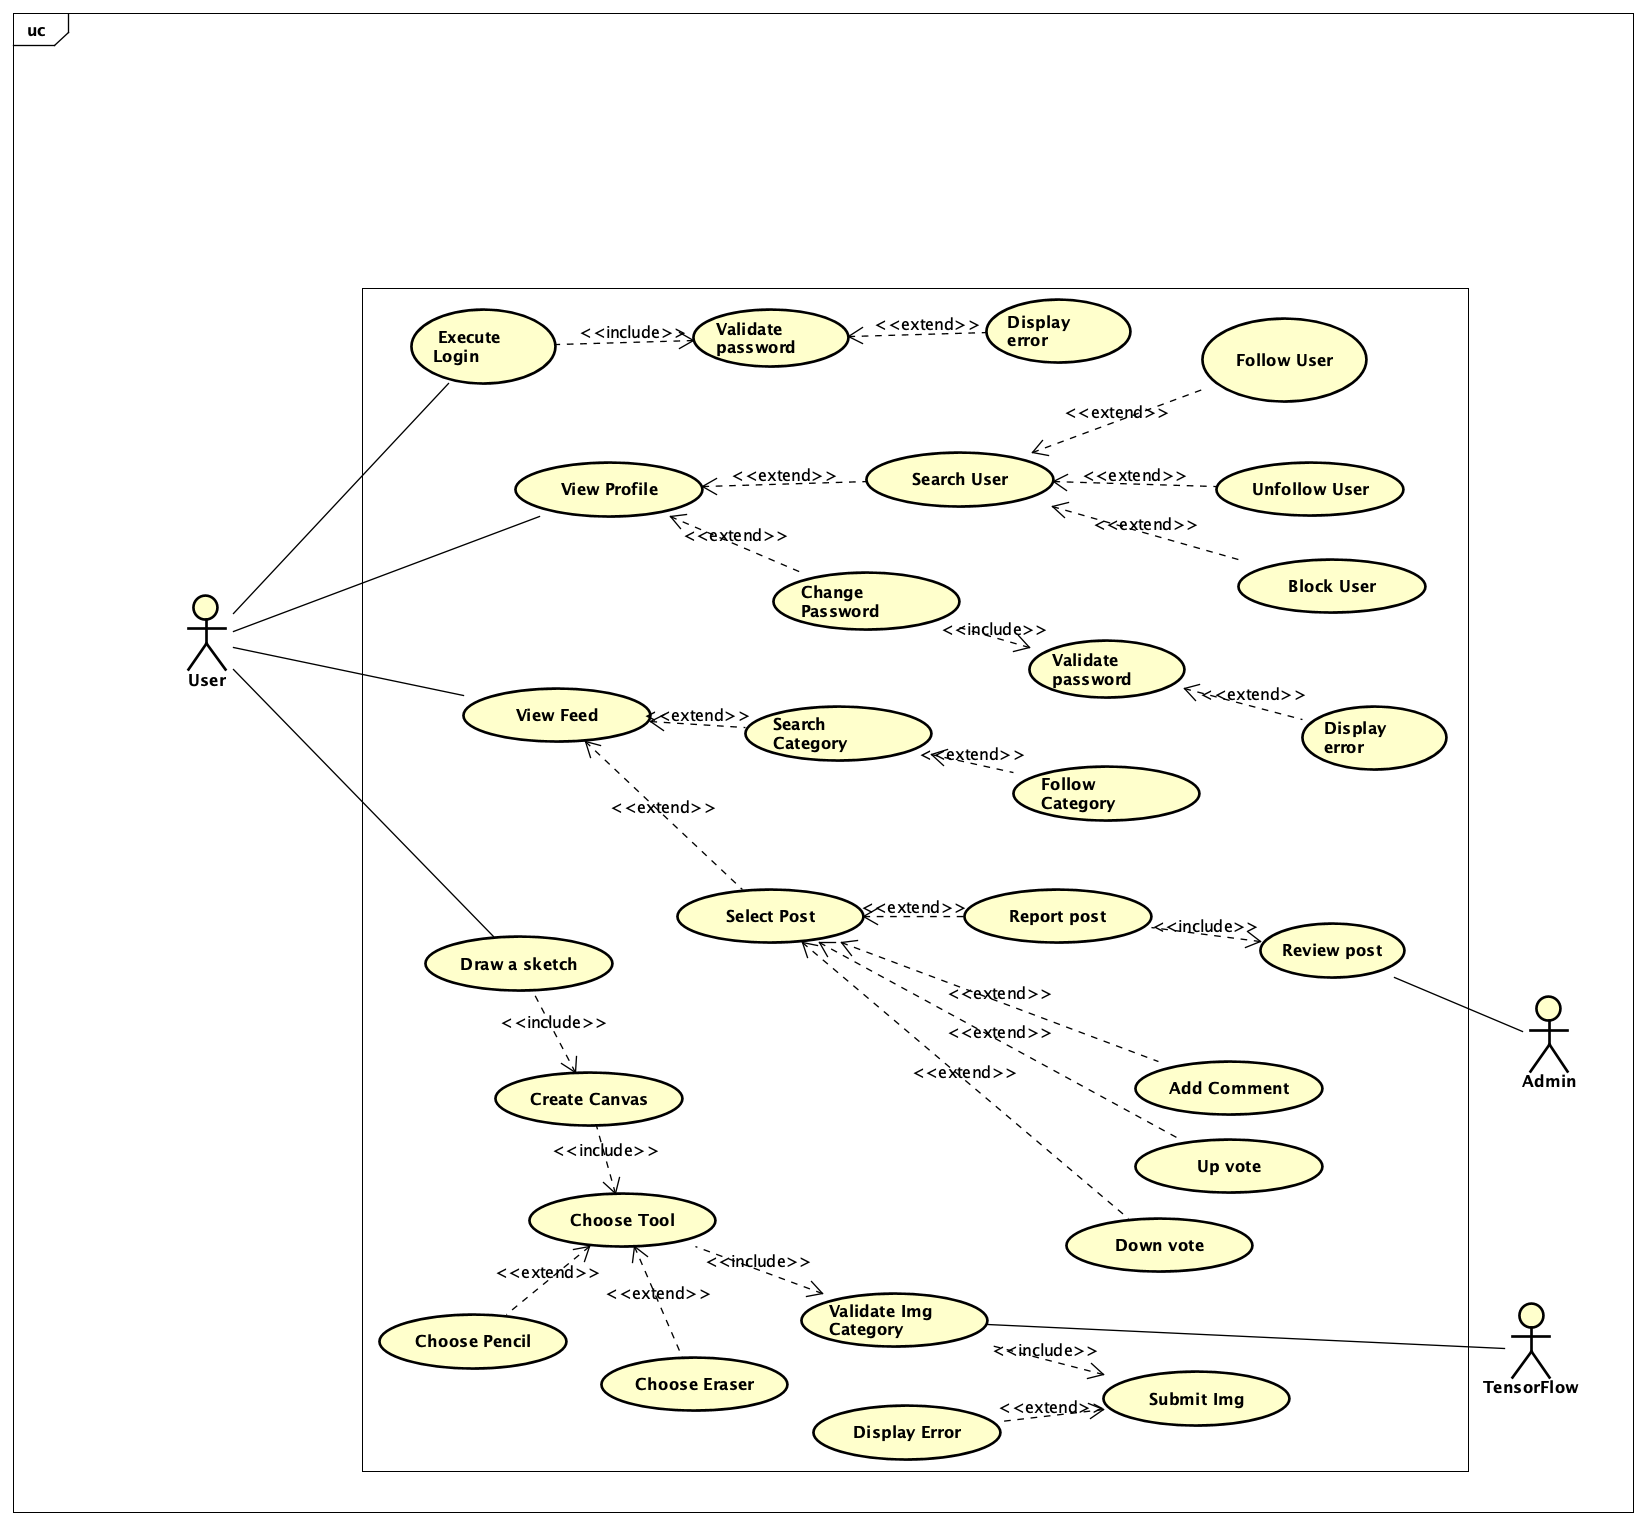 uc
Execute
Login
<<include>>
Validate
password
<<extend>>
Display
error
Follow User
<<extend>>
View Profile
<<extend>>
Search User
<<extend>>
Unfollow User
<<extend>>
<<extend>>
Block User
Change
Password
<<include>>
Validate
password
<<extend>>
Display
error
User
View Feed
<<extend>>
Search
Category
<<extend>>
Follow
Category
<<extend>>
Select Post
<<extend>>
Report post
<<include>>
Review post
Draw a sketch
<<include>>
<<extend>>
<<extend>>
<<extend>>
Admin
Create Canvas
Add Comment
<<include>>
Up vote
Choose Tool
Down vote
<<extend>>
<<extend>>
<<include>>
Choose Pencil
Choose Eraser
Validate Img
Category
<<include>>
TensorFlow
Submit Img
<<extend>>
Display Error